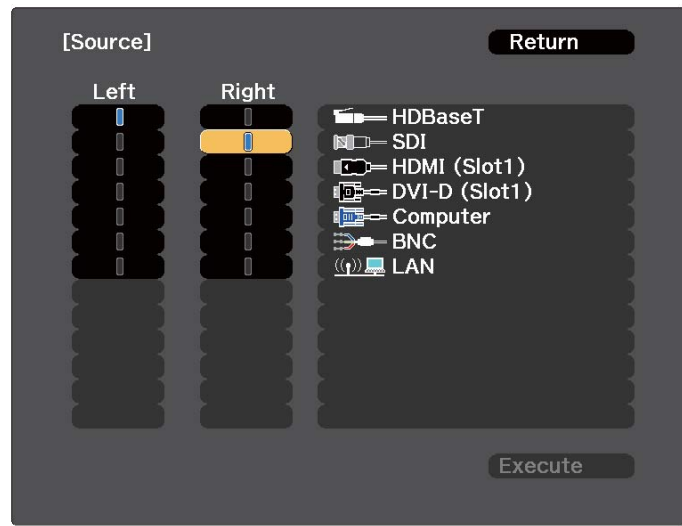 [Source]
Return
Left
Right
HDBaseT
SDI
HDMI (Slot1)
DVI-D (Slot1)
Computer
BNC
LAN
Execute